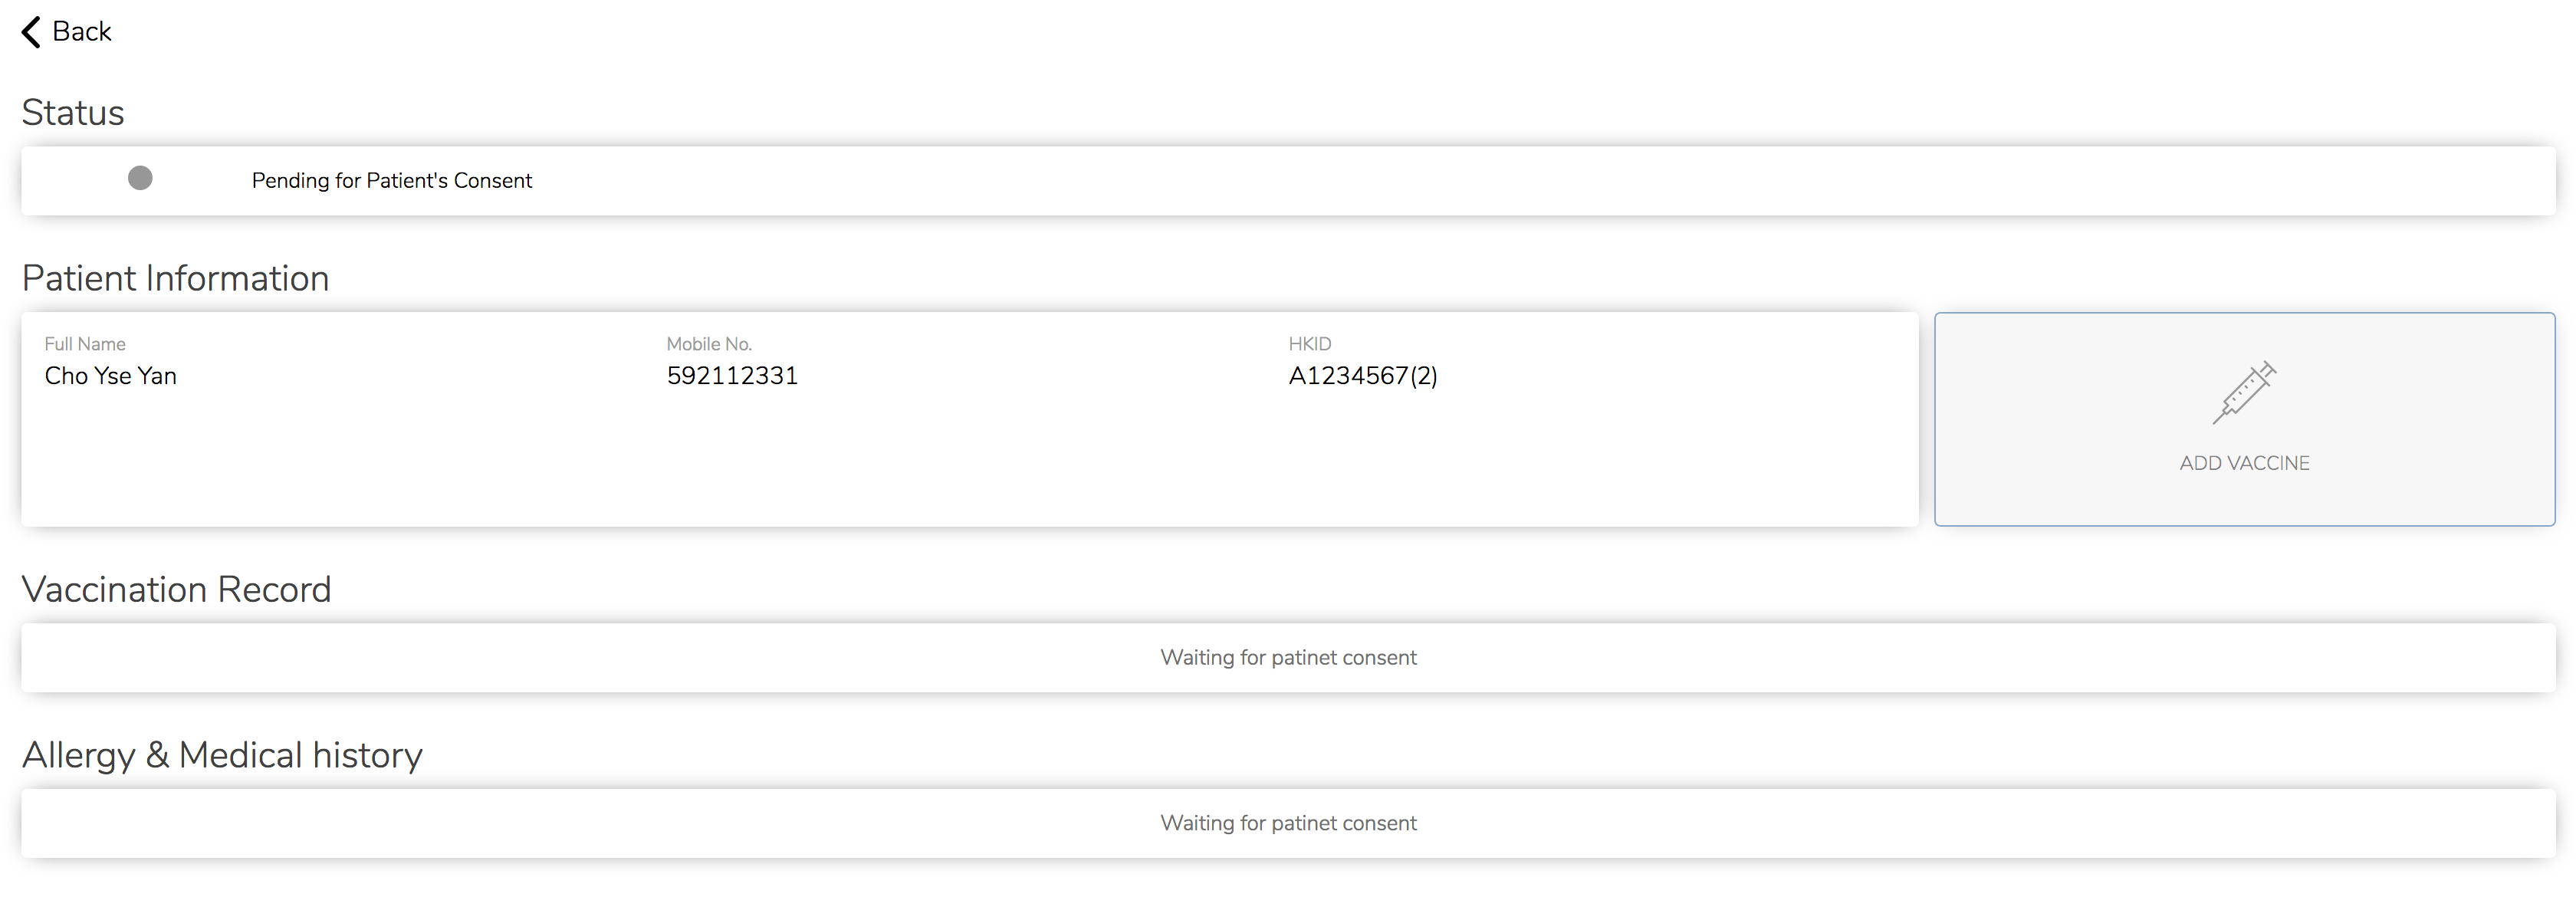 Back
Status
Pending for Patient's Consent
Patient Information
Full Name
Cho Yse Yan
Mobile No.
592112331
HKID
A1234567(2)
ADD VACCINE
Vaccination Record
Waiting for patinet consent
Allergy & Medical history
Waiting for patinet consent